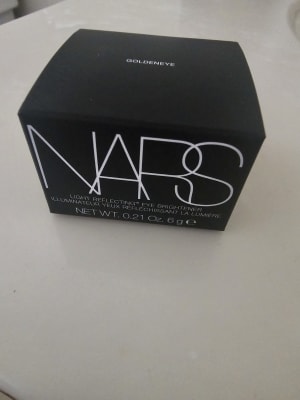 GOLDENEYE
NARS
LIGHT REFLECTING™ EYE BRIGHTENER
ILLUMINATEUR YEUX RÉFLÉCHISSANT LA LUMIÈRE
NET WT. 0.21 Oz. 6 g ℮